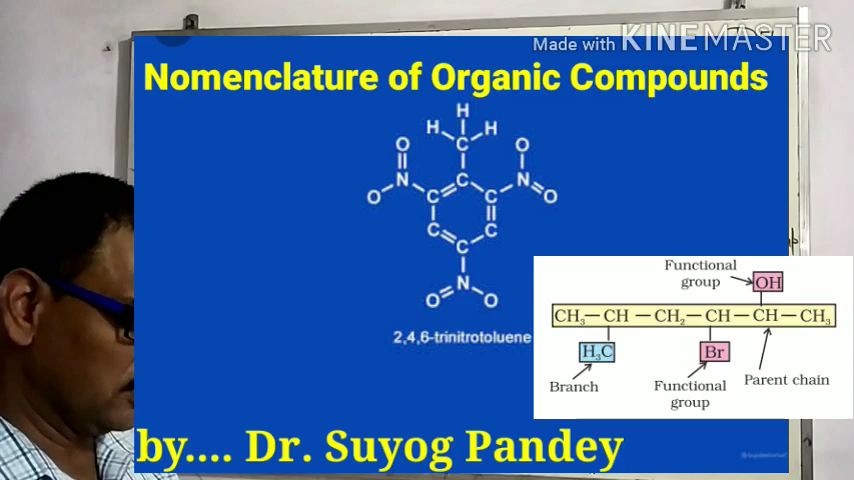 Made with KINEMASTER
Nomenclature of Organic Compounds
H
H H
O C O
N C N
O C C O
C C
C
N
O O
2,4,6-trinitrotoluene
Functional
group
OH
CH₃— CH — CH₂— CH — CH — CH₃
H₃C
Br
Branch
Functional
group
Parent chain
by.... Dr. Suyog Pandey